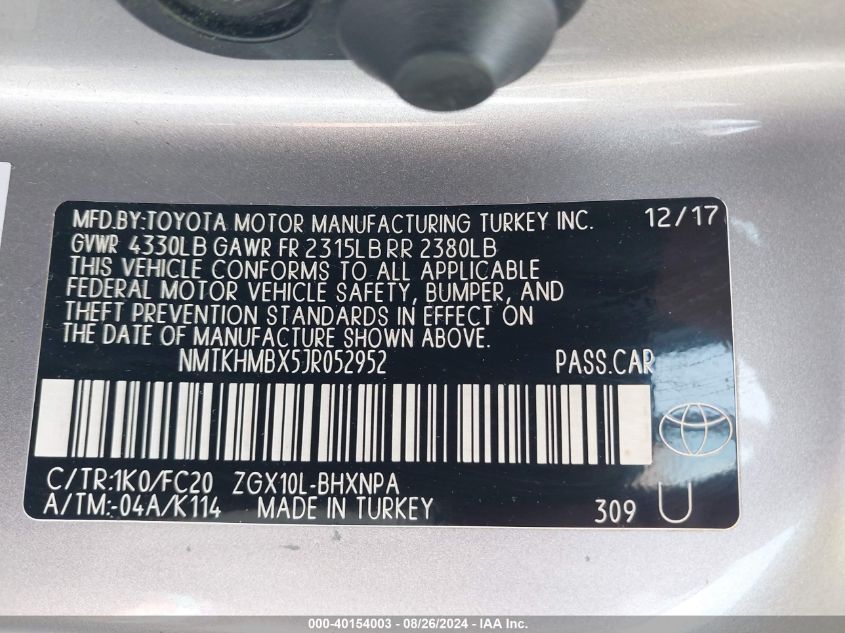 MFD.BY:TOYOTA MOTOR MANUFACTURING TURKEY INC. 12/17
GVWR 4330LB GAWR FR 2315LB RR 2380LB
THIS VEHICLE CONFORMS TO ALL APPLICABLE
FEDERAL MOTOR VEHICLE SAFETY, BUMPER, AND
THEFT PREVENTION STANDARDS IN EFFECT ON
THE DATE OF MANUFACTURE SHOWN ABOVE.
NMTKHMBX5JR052952 PASS.CAR
C/TR:1K0/FC20 ZGX10L-BHXNPA
A/TM:-04A/K114 MADE IN TURKEY 309 U
000-40154003 - 08/26/2024 - IAA Inc.